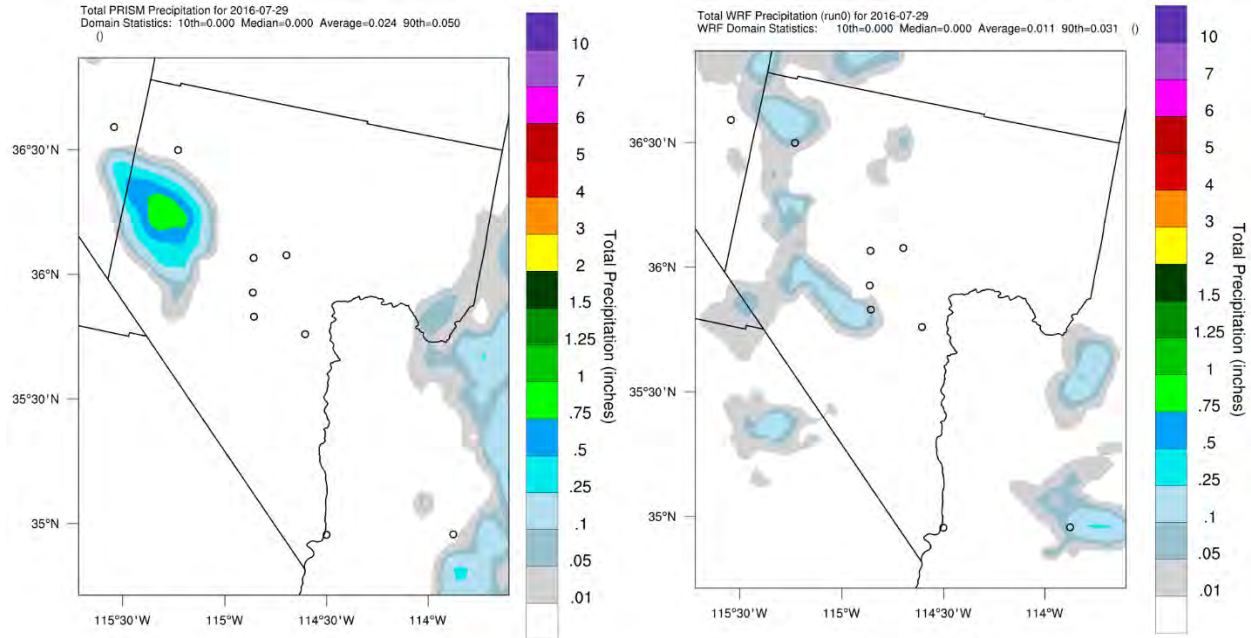 Total PRISM Precipitation for 2016-07-29
Domain Statistics: 10th=0.000 Median=0.000 Average=0.024 90th=0.050
()
36°30'N
36°N
35°30'N
35°N
115°30'W
115°W
114°30'W
114°W
10
7
6
5
4
3
2
1.5
1.25
1
.75
.5
.25
.1
.05
.01
Total Precipitation (inches)
Total WRF Precipitation (run0) for 2016-07-29
WRF Domain Statistics: 10th=0.000 Median=0.000 Average=0.011 90th=0.031 ()
36°30'N
36°N
35°30'N
35°N
115°30'W
115°W
114°30'W
114°W
10
7
6
5
4
3
2
1.5
1.25
1
.75
.5
.25
.1
.05
.01
Total Precipitation (inches)